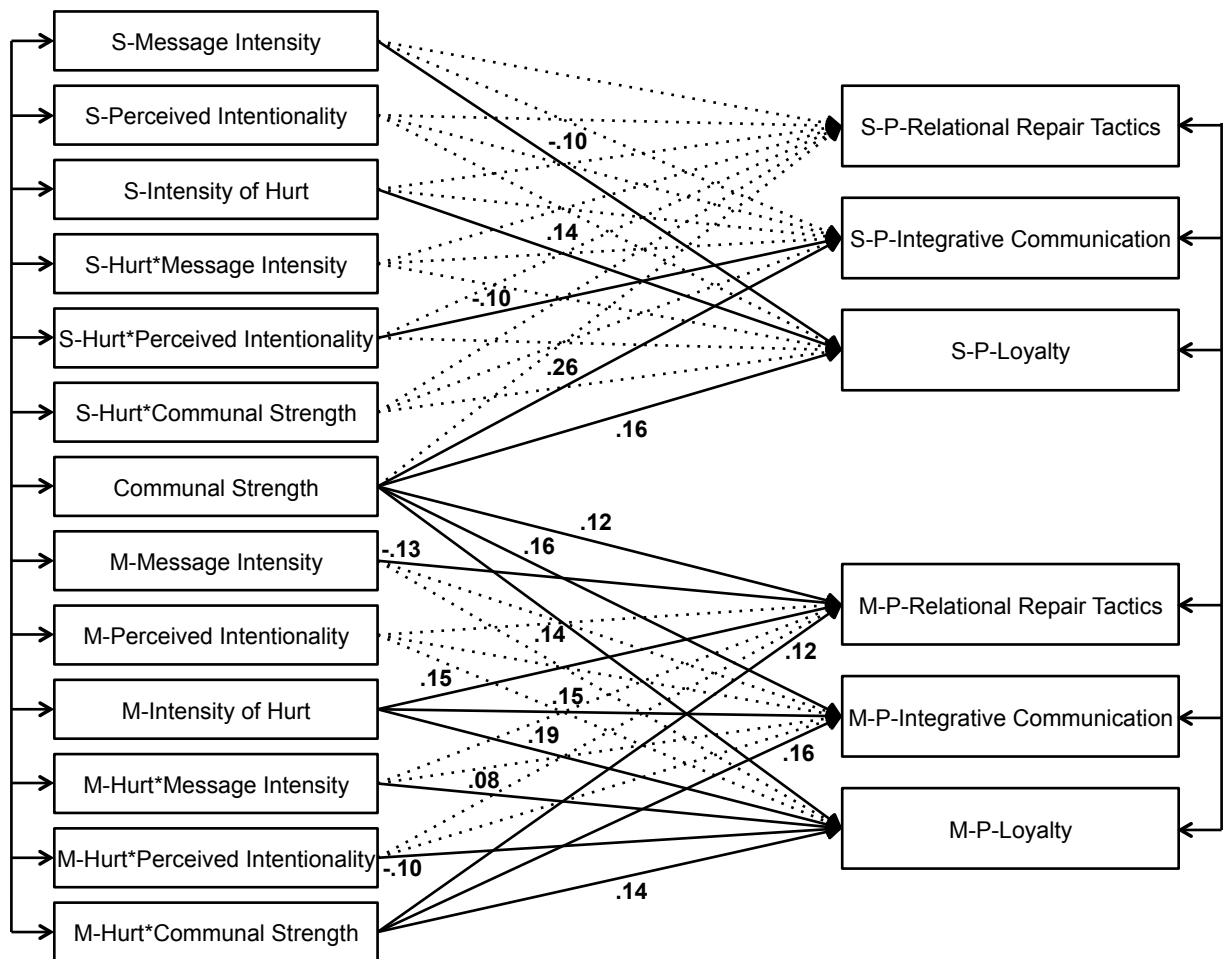 S-Message Intensity
S-Perceived Intentionality
S-Intensity of Hurt
S-Hurt*Message Intensity
S-Hurt*Perceived Intentionality
S-Hurt*Communal Strength
Communal Strength
M-Message Intensity
M-Perceived Intentionality
M-Intensity of Hurt
M-Hurt*Message Intensity
M-Hurt*Perceived Intentionality
M-Hurt*Communal Strength
-.10
.14
-.10
.26
.16
.12
.16
-.13
.14
.12
.15
.15
.19
.16
.08
-.10
.14
S-P-Relational Repair Tactics
S-P-Integrative Communication
S-P-Loyalty
M-P-Relational Repair Tactics
M-P-Integrative Communication
M-P-Loyalty